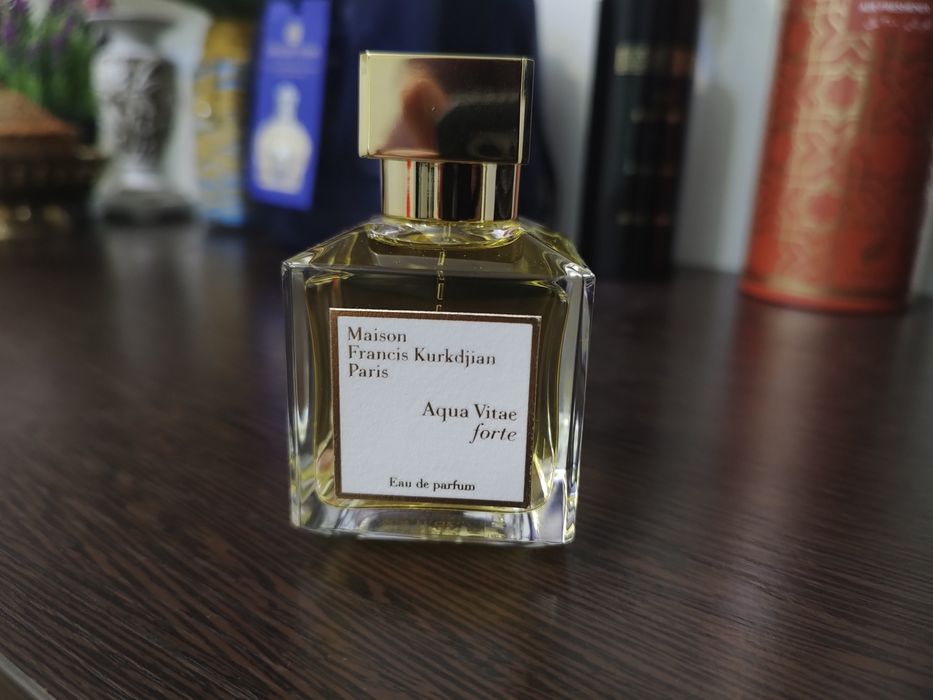 Maison
Francis Kurkdjian
Paris
Aqua Vitae
forte
Eau de parfum